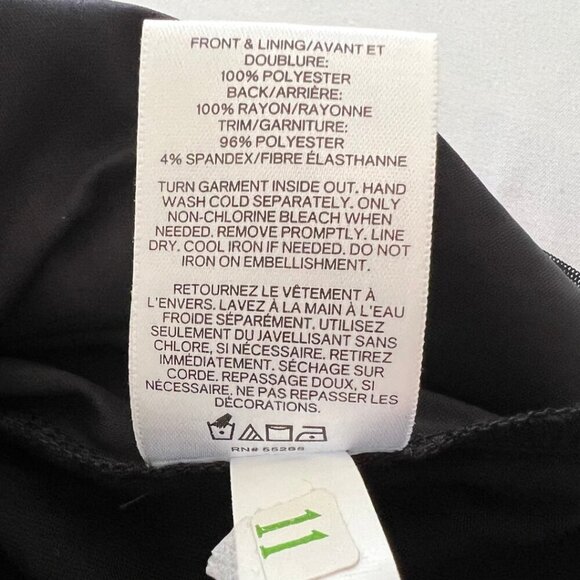 FRONT & LINING/AVANT ET
DOUBLURE:
100% POLYESTER
BACK/ARRIÈRE:
100% RAYON/RAYONNE
TRIM/GARNITURE:
96% POLYESTER
4% SPANDEX/FIBRE ÉLASTHANNE
TURN GARMENT INSIDE OUT. HAND
WASH COLD SEPARATELY. ONLY
NON-CHLORINE BLEACH WHEN
NEEDED. REMOVE PROMPTLY. LINE
DRY. COOL IRON IF NEEDED. DO NOT
IRON ON EMBELLISHMENT.
RETOURNEZ LE VÊTEMENT À
L'ENVERS. LAVEZ À LA MAIN À L'EAU
FROIDE SÉPARÉMENT. UTILISEZ
SEULEMENT DU JAVELLISANT SANS
CHLORE, SI NÉCESSAIRE. RETIREZ
IMMÉDIATEMENT. SÉCHAGE SUR
CORDE. REPASSAGE DOUX, SI
NÉCESSAIRE. NE PAS REPASSER LES
DÉCORATIONS.
RN# 55285
11